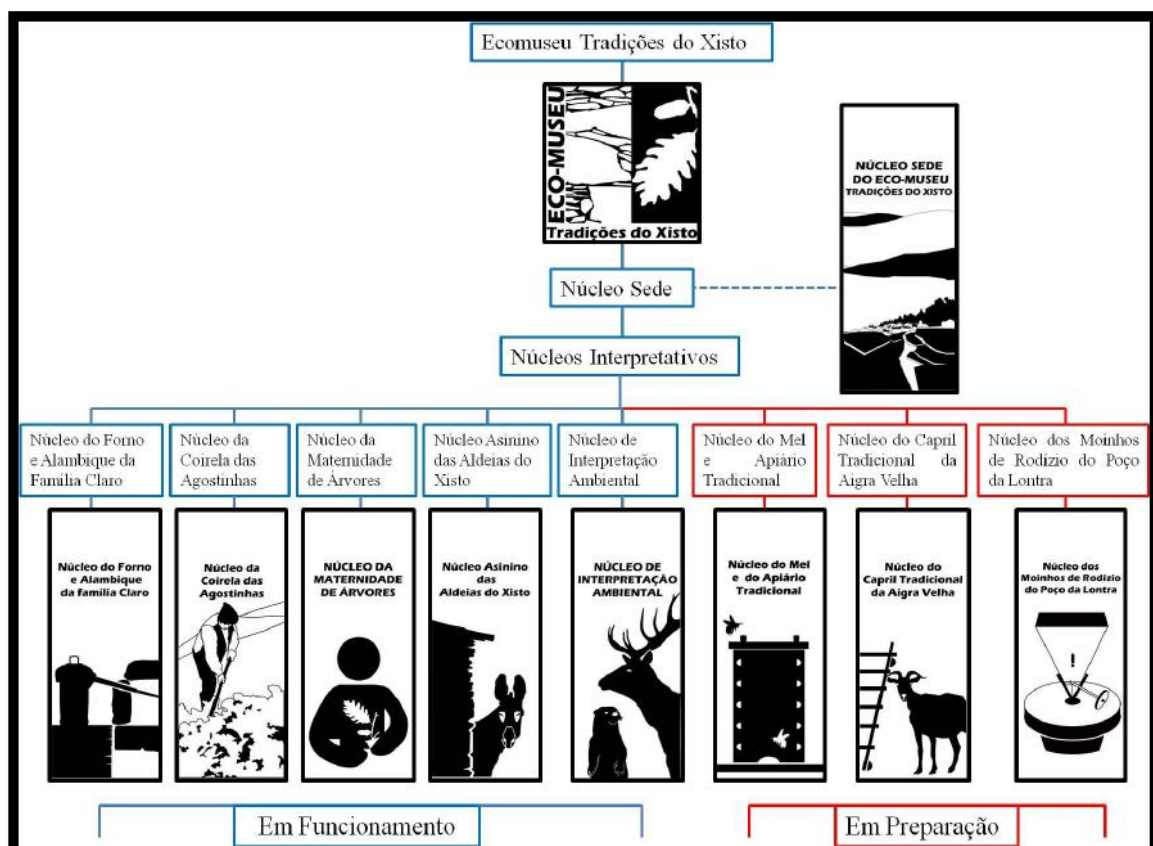 Ecomuseu Tradições do Xisto
ECO-MUSEU
Tradições do Xisto
NÚCLEO SEDE
DO ECO-MUSEU
TRADIÇÕES DO XISTO
Núcleo Sede
Núcleos Interpretativos
Núcleo do Forno
e Alambique da
Família Claro
Núcleo da
Coirela das
Agostinhas
Núcleo da
Maternidade
de Árvores
Núcleo Asinino
das Aldeias do
Xisto
Núcleo de
Interpretação
Ambiental
Núcleo do Mel
e Apiário
Tradicional
Núcleo do Capril
Tradicional da
Aigra Velha
Núcleo dos Moinhos
de Rodízio do Poço
da Lontra
Núcleo do Forno
e Alambique
da família Claro
Núcleo da
Coirela das
Agostinhas
NÚCLEO DA
MATERNIDADE
DE ÁRVORES
Núcleo Asinino
das
Aldeias do Xisto
NÚCLEO DE
INTERPRETAÇÃO
AMBIENTAL
Núcleo do Mel
e do Apiário
Tradicional
Núcleo do
Capril Tradicional
da Aigra Velha
Núcleo dos
Moinhos de Rodízio
do Poço da Lontra
!
Em Funcionamento
Em Preparação